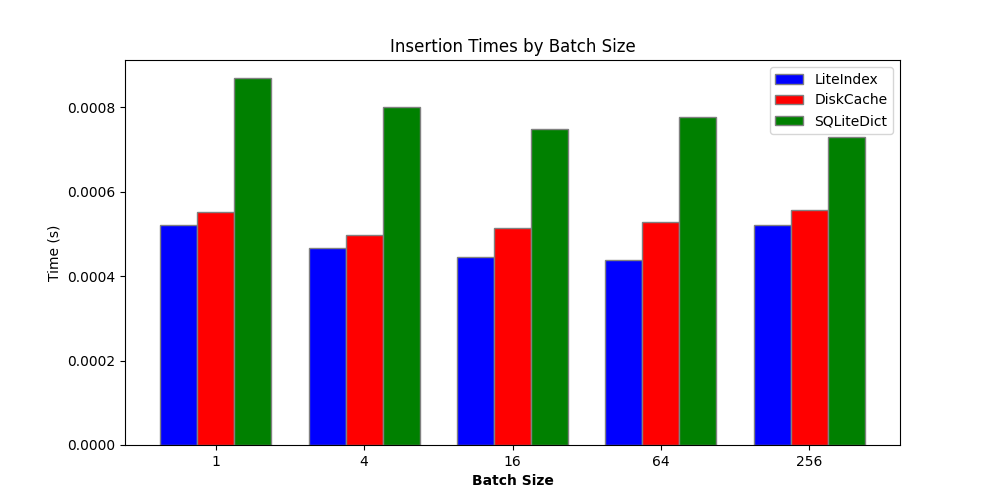 Insertion Times by Batch Size
LiteIndex
DiskCache
SQLiteDict
0.0008
0.0006
0.0004
0.0002
0.0000
Time (s)
1 4 16 64 256
Batch Size